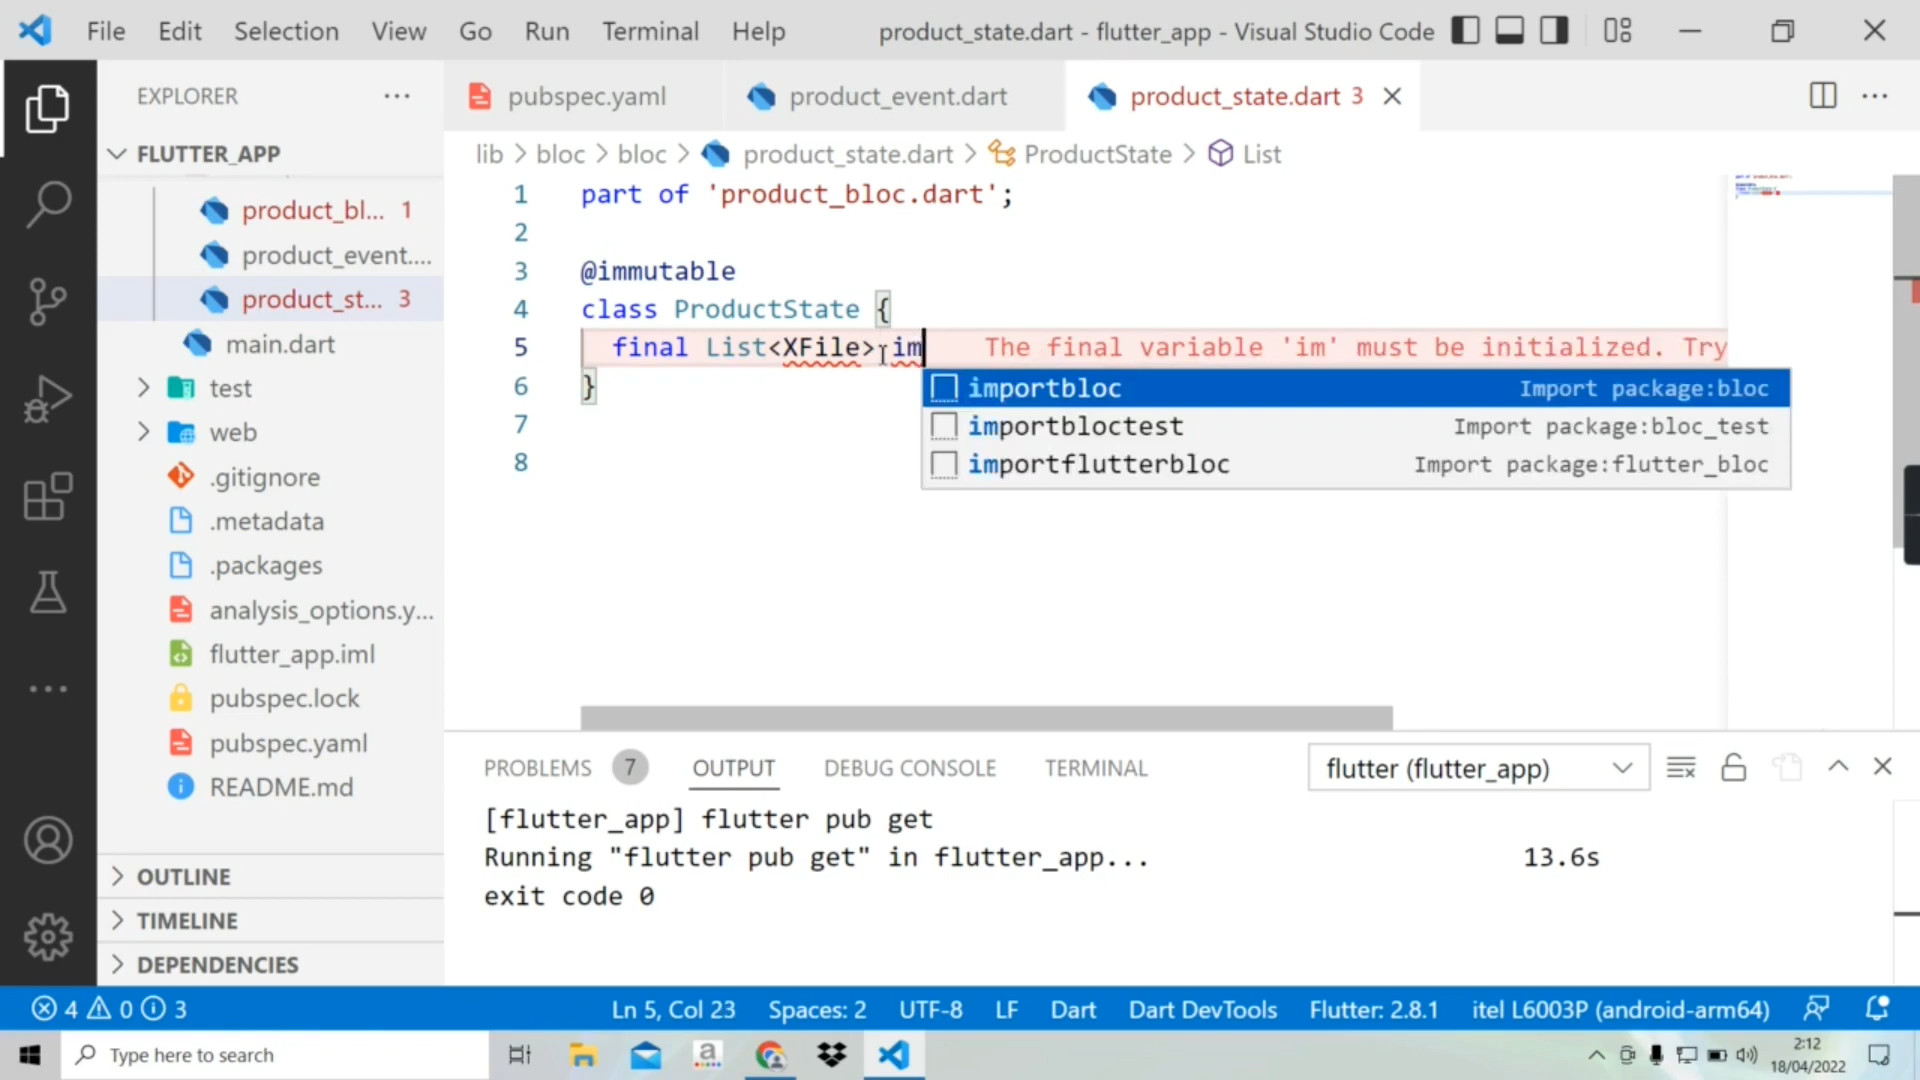 File Edit Selection View Go Run Terminal Help product_state.dart - flutter_app - Visual Studio Code
EXPLORER
pubspec.yaml product_event.dart product_state.dart 3
FLUTTER_APP
lib > bloc > bloc > product_state.dart > ProductState > List
product_bl... 1
product_event....
product_st... 3
main.dart
test
web
.gitignore
.metadata
.packages
analysis_options.y...
flutter_app.iml
pubspec.lock
pubspec.yaml
README.md
OUTLINE
TIMELINE
DEPENDENCIES
1 part of 'product_bloc.dart';
2
3 @immutable
4 class ProductState {
5 final List<XFile> im The final variable 'im' must be initialized. Try
6 }
7
8
importbloc Import package:bloc
importbloctest Import package:bloc_test
importflutterbloc Import package:flutter_bloc
PROBLEMS 7 OUTPUT DEBUG CONSOLE TERMINAL flutter (flutter_app)
[flutter_app] flutter pub get
Running "flutter pub get" in flutter_app... 13.6s
exit code 0
4 0 3 Ln 5, Col 23 Spaces: 2 UTF-8 LF Dart Dart DevTools Flutter: 2.8.1 itel L6003P (android-arm64)
Type here to search
2:12
18/04/2022